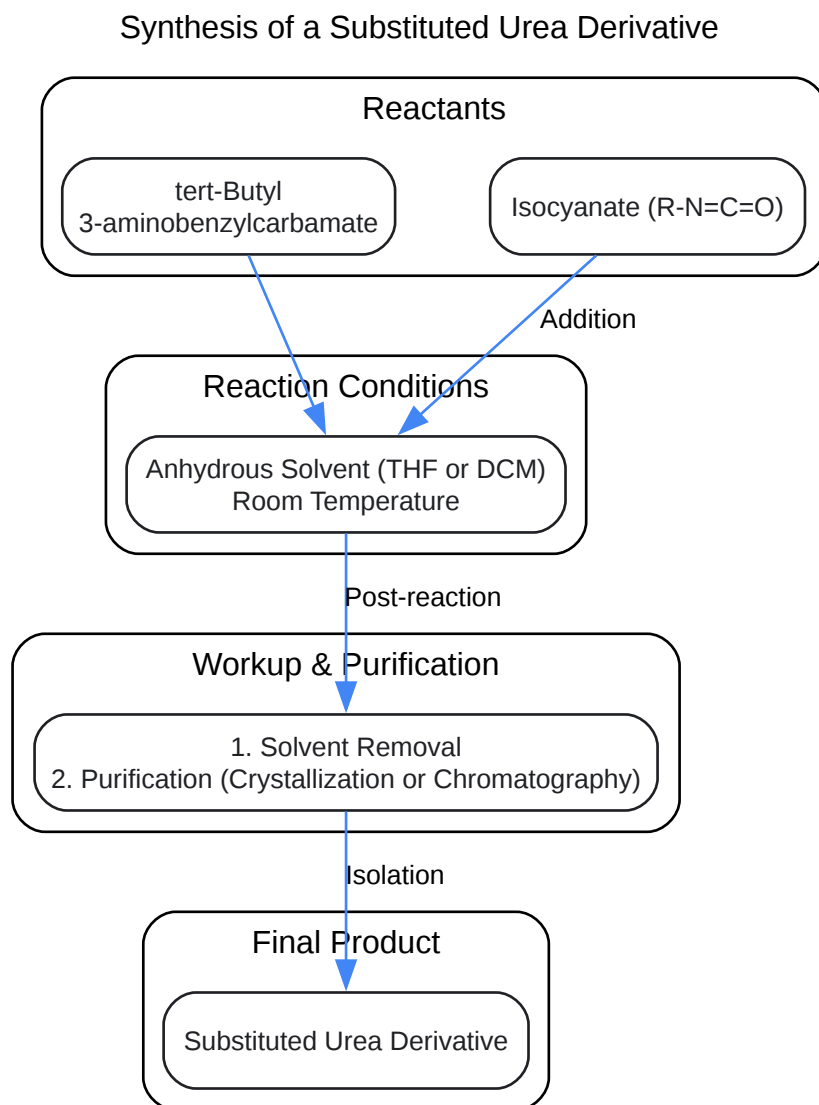 Synthesis of a Substituted Urea Derivative
Reactants
tert-Butyl
3-aminobenzylcarbamate
Isocyanate (R-N=C=O)
Addition
Reaction Conditions
Anhydrous Solvent (THF or DCM)
Room Temperature
Post-reaction
Workup & Purification
1. Solvent Removal
2. Purification (Crystallization or Chromatography)
Isolation
Final Product
Substituted Urea Derivative